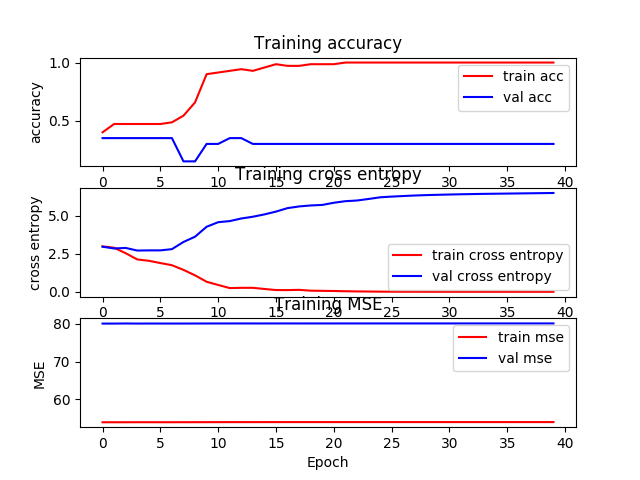 Training accuracy
1.0
0.5
accuracy
train acc
val acc
0 5 10 15 20 25 30 35 40
Training cross entropy
5.0
2.5
0.0
cross entropy
train cross entropy
val cross entropy
0 5 10 15 20 25 30 35 40
Training MSE
80
70
60
MSE
train mse
val mse
0 5 10 15 20 25 30 35 40
Epoch